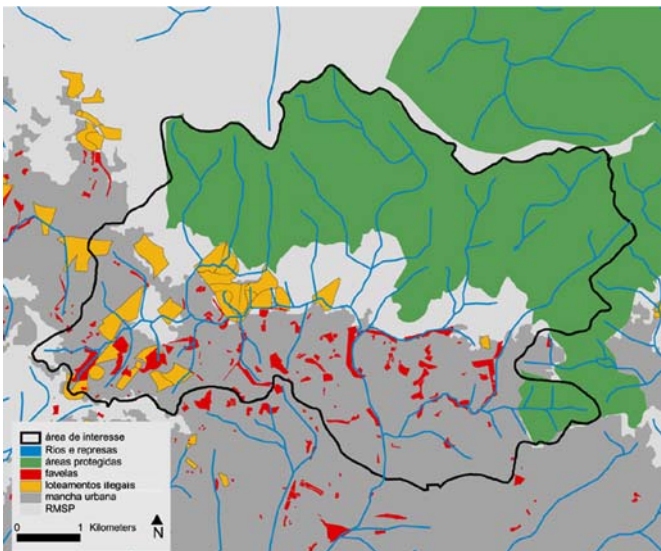 área de interesse
Rios e represas
áreas protegidas
favelas
loteamentos ilegais
mancha urbana
RMSP
0 1 Kilometers
N